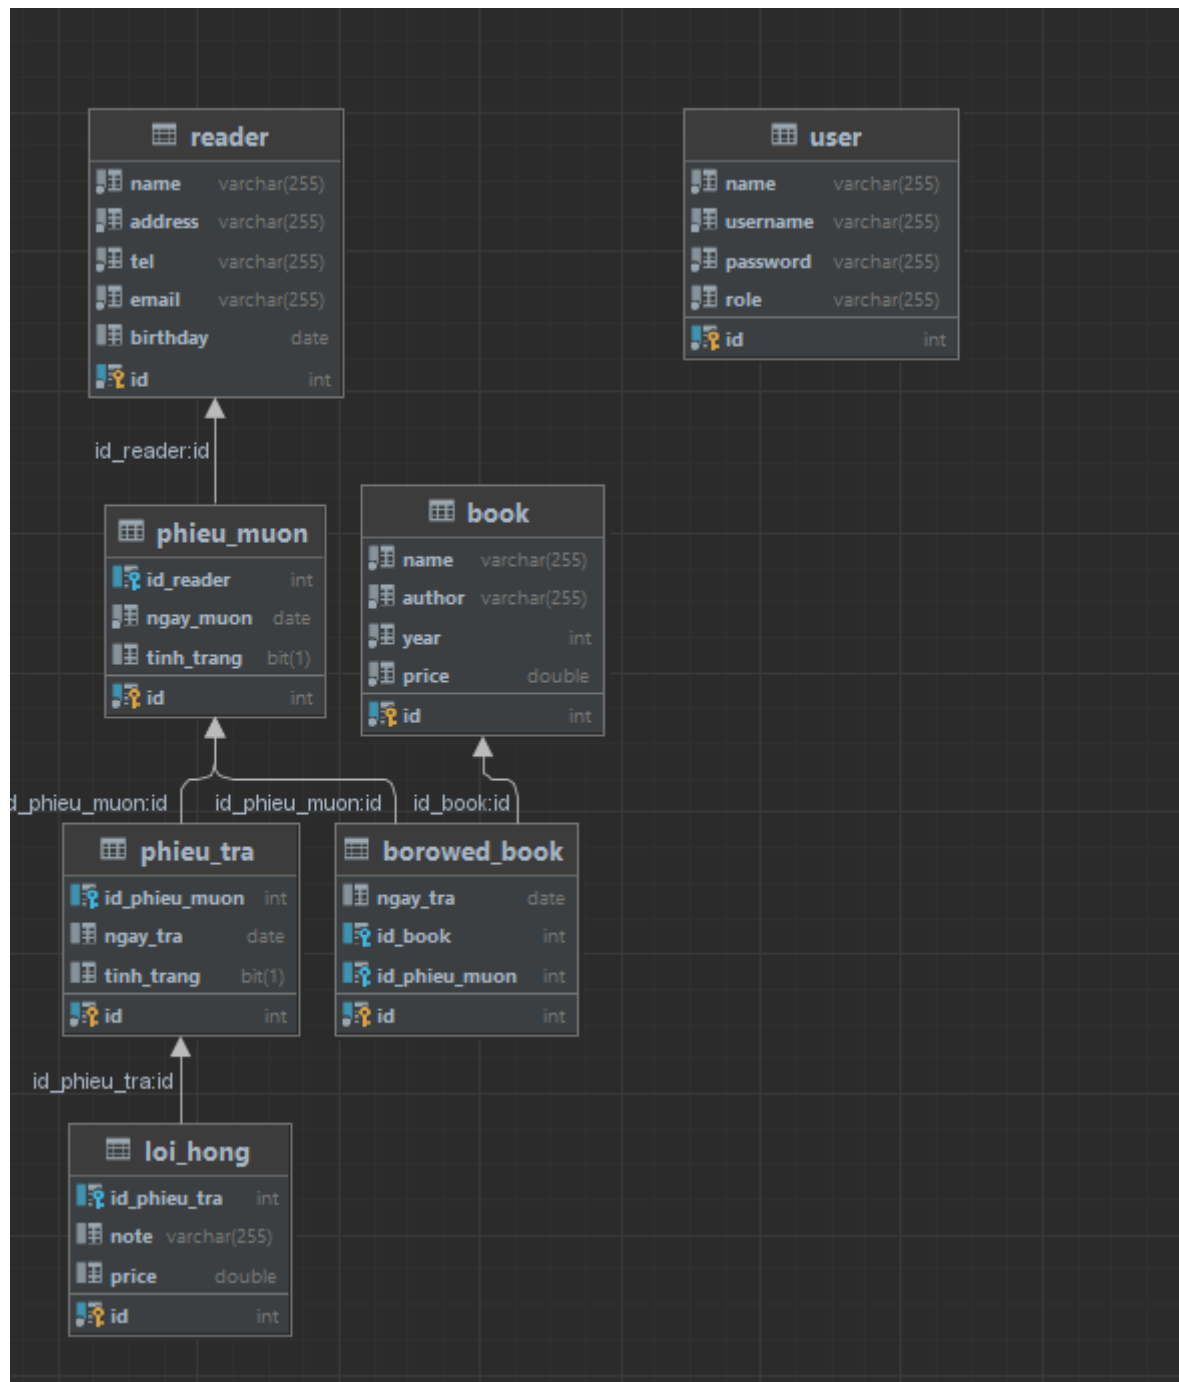 reader
name varchar(255)
address varchar(255)
tel varchar(255)
email varchar(255)
birthday date
id int
user
name varchar(255)
username varchar(255)
password varchar(255)
role varchar(255)
id int
id_reader:id
phieu_muon
id_reader int
ngay_muon date
tinh_trang bit(1)
id int
book
name varchar(255)
author varchar(255)
year int
price double
id int
d_phieu_muon:id
id_phieu_muon:id
id_book:id
phieu_tra
id_phieu_muon int
ngay_tra date
tinh_trang bit(1)
id int
borowed_book
ngay_tra date
id_book int
id_phieu_muon int
id int
id_phieu_tra:id
loi_hong
id_phieu_tra int
note varchar(255)
price double
id int